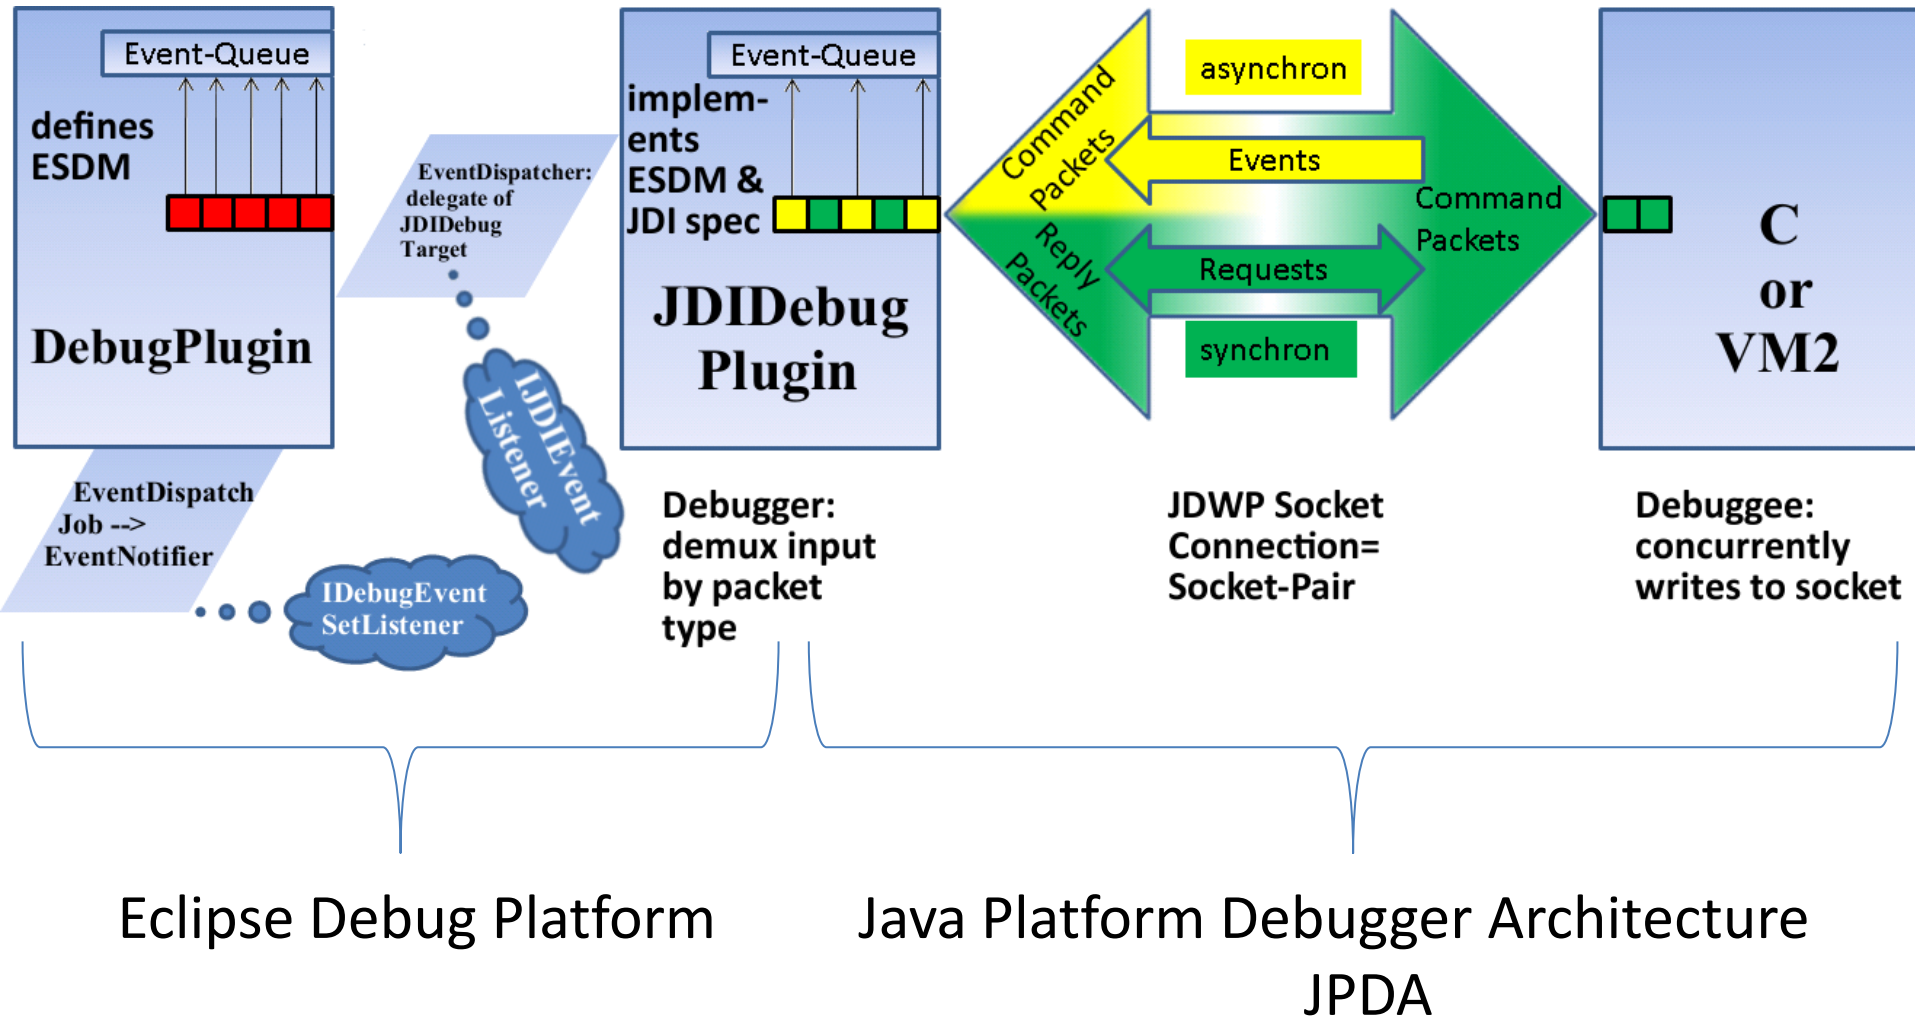 Event-Queue
defines
ESDM
DebugPlugin
EventDispatch
Job -->
EventNotifier
IDebugEvent
SetListener
EventDispatcher:
delegate of
JDIDebug
Target
IJDIEvent
Listener
Event-Queue
implem-
ents
ESDM &
JDI spec
JDIDebug
Plugin
Debugger:
demux input
by packet
type
Command
Packets
Reply
Packets
asynchron
Events
Requests
synchron
Command
Packets
JDWP Socket
Connection=
Socket-Pair
C
or
VM2
Debuggee:
concurrently
writes to socket
Eclipse Debug Platform
Java Platform Debugger Architecture
JPDA